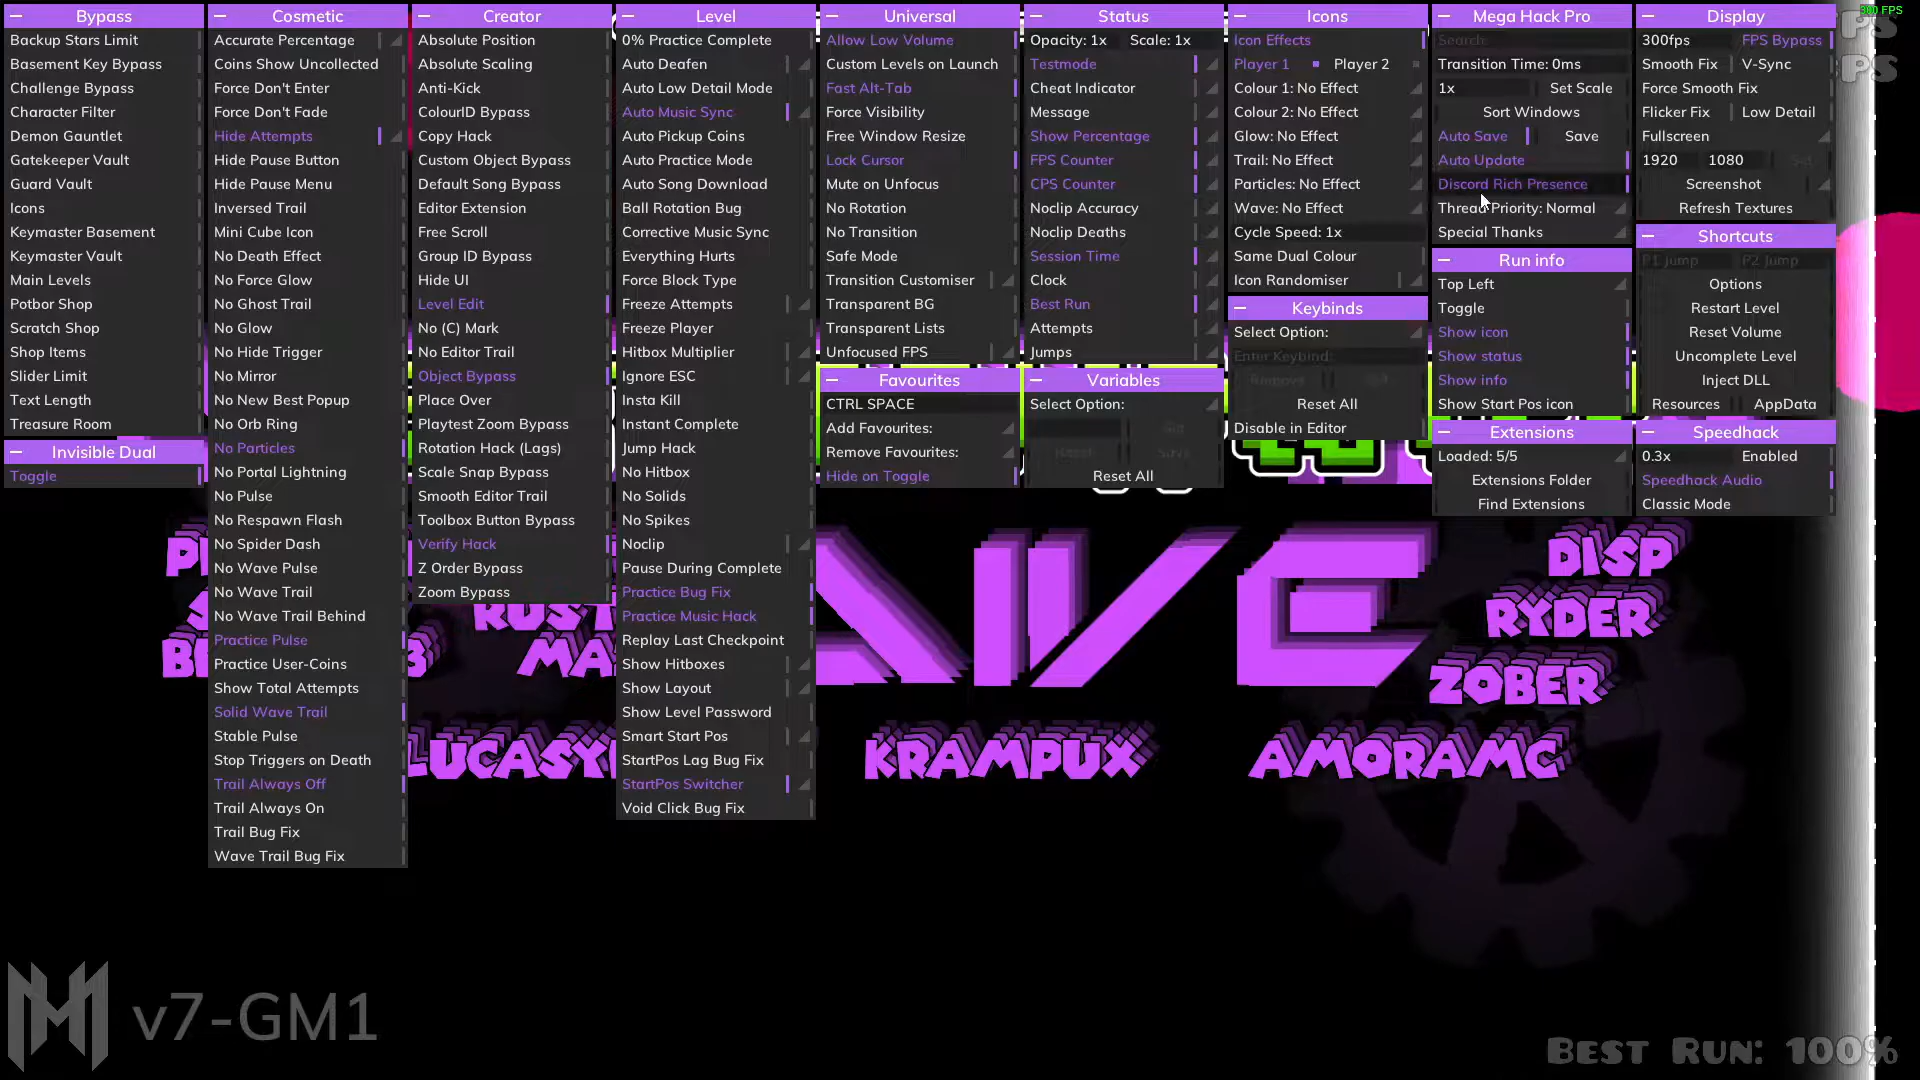 Bypass
Backup Stars Limit
Basement Key Bypass
Challenge Bypass
Character Filter
Demon Gauntlet
Gatekeeper Vault
Guard Vault
Icons
Keymaster Basement
Keymaster Vault
Main Levels
Potbor Shop
Scratch Shop
Shop Items
Slider Limit
Text Length
Treasure Room
Invisible Dual
Toggle
Cosmetic
Accurate Percentage
Coins Show Uncollected
Force Don't Enter
Force Don't Fade
Hide Attempts
Hide Pause Button
Hide Pause Menu
Inversed Trail
Mini Cube Icon
No Death Effect
No Force Glow
No Ghost Trail
No Glow
No Hide Trigger
No Mirror
No New Best Popup
No Orb Ring
No Particles
No Portal Lightning
No Pulse
No Respawn Flash
No Spider Dash
No Wave Pulse
No Wave Trail
No Wave Trail Behind
Practice Pulse
Practice User-Coins
Show Total Attempts
Solid Wave Trail
Stable Pulse
Stop Triggers on Death
Trail Always Off
Trail Always On
Trail Bug Fix
Wave Trail Bug Fix
Creator
Absolute Position
Absolute Scaling
Anti-Kick
ColourID Bypass
Copy Hack
Custom Object Bypass
Default Song Bypass
Editor Extension
Free Scroll
Group ID Bypass
Hide UI
Level Edit
No (C) Mark
No Editor Trail
Object Bypass
Place Over
Playtest Zoom Bypass
Rotation Hack (Lags)
Scale Snap Bypass
Smooth Editor Trail
Toolbox Button Bypass
Verify Hack
Z Order Bypass
Zoom Bypass
Level
0% Practice Complete
Auto Deafen
Auto Low Detail Mode
Auto Music Sync
Auto Pickup Coins
Auto Practice Mode
Auto Song Download
Ball Rotation Bug
Corrective Music Sync
Everything Hurts
Force Block Type
Freeze Attempts
Freeze Player
Hitbox Multiplier
Ignore ESC
Insta Kill
Instant Complete
Jump Hack
No Hitbox
No Solids
No Spikes
Noclip
Pause During Complete
Practice Bug Fix
Practice Music Hack
Replay Last Checkpoint
Show Hitboxes
Show Layout
Show Level Password
Smart Start Pos
StartPos Lag Bug Fix
StartPos Switcher
Void Click Bug Fix
Universal
Allow Low Volume
Custom Levels on Launch
Fast Alt-Tab
Force Visibility
Free Window Resize
Lock Cursor
Mute on Unfocus
No Rotation
No Transition
Safe Mode
Transition Customiser
Transparent BG
Transparent Lists
Unfocused FPS
Favourites
CTRL SPACE
Add Favourites:
Remove Favourites:
Hide on Toggle
Status
Opacity: 1x Scale: 1x
Testmode
Cheat Indicator
Message
Show Percentage
FPS Counter
CPS Counter
Noclip Accuracy
Noclip Deaths
Session Time
Clock
Best Run
Attempts
Jumps
Variables
Select Option:
Set
Reset Save
Reset All
Icons
Icon Effects
Player 1 Player 2
Colour 1: No Effect
Colour 2: No Effect
Glow: No Effect
Trail: No Effect
Particles: No Effect
Wave: No Effect
Cycle Speed: 1x
Same Dual Colour
Icon Randomiser
Keybinds
Select Option:
Enter Keybind:
Remove Set
Reset All
Disable in Editor
Mega Hack Pro
Search:
Transition Time: 0ms
1x Set Scale
Sort Windows
Auto Save Save
Auto Update
Discord Rich Presence
Thread Priority: Normal
Special Thanks
Run info
Top Left
Toggle
Show icon
Show status
Show info
Show Start Pos icon
Extensions
Loaded: 5/5
Extensions Folder
Find Extensions
Display
300fps FPS Bypass
Smooth Fix V-Sync
Force Smooth Fix
Flicker Fix Low Detail
Fullscreen
1920 1080 Set
Screenshot
Refresh Textures
Shortcuts
P1 Jump P2 Jump
Options
Restart Level
Reset Volume
Uncomplete Level
Inject DLL
Resources AppData
Speedhack
0.3x Enabled
Speedhack Audio
Classic Mode
DISP
RYDER
ZOBER
KRAMPUX
AMORAMC
v7-GM1
Best Run: 100%